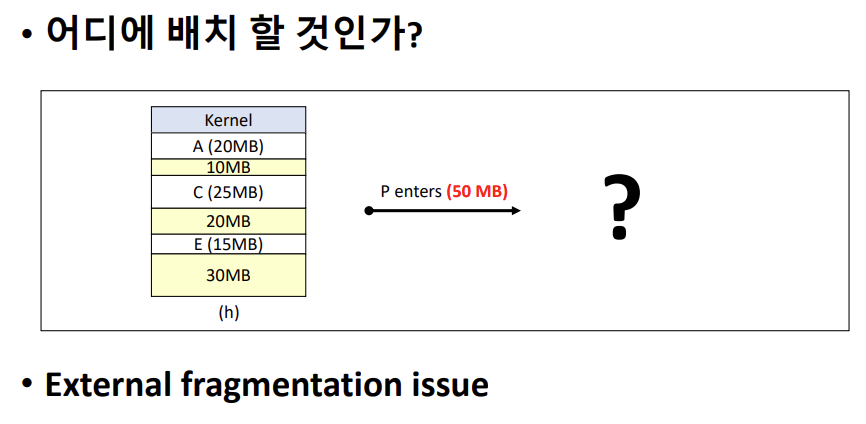 • 어디에 배치 할 것인가?
Kernel
A (20MB)
10MB
C (25MB)
20MB
E (15MB)
30MB
(h)
P enters (50 MB)
?
• External fragmentation issue